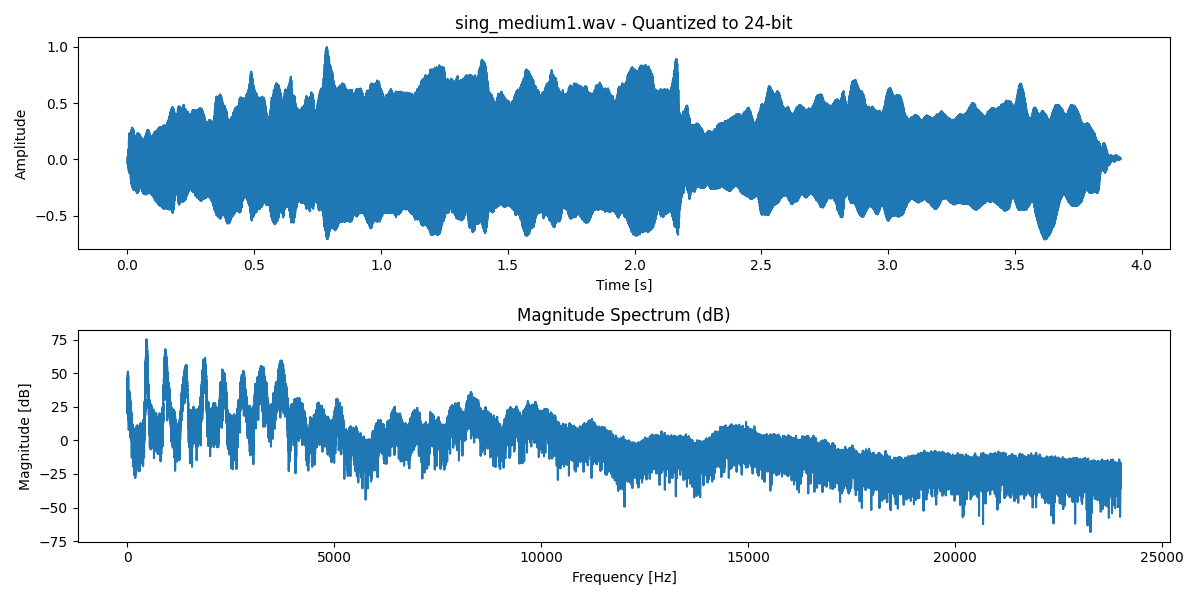 sing_medium1.wav - Quantized to 24-bit
1.0
0.5
0.0
−0.5
Amplitude
0.0 0.5 1.0 1.5 2.0 2.5 3.0 3.5 4.0
Time [s]
Magnitude Spectrum (dB)
75
50
25
0
−25
−50
−75
Magnitude [dB]
0 5000 10000 15000 20000 25000
Frequency [Hz]